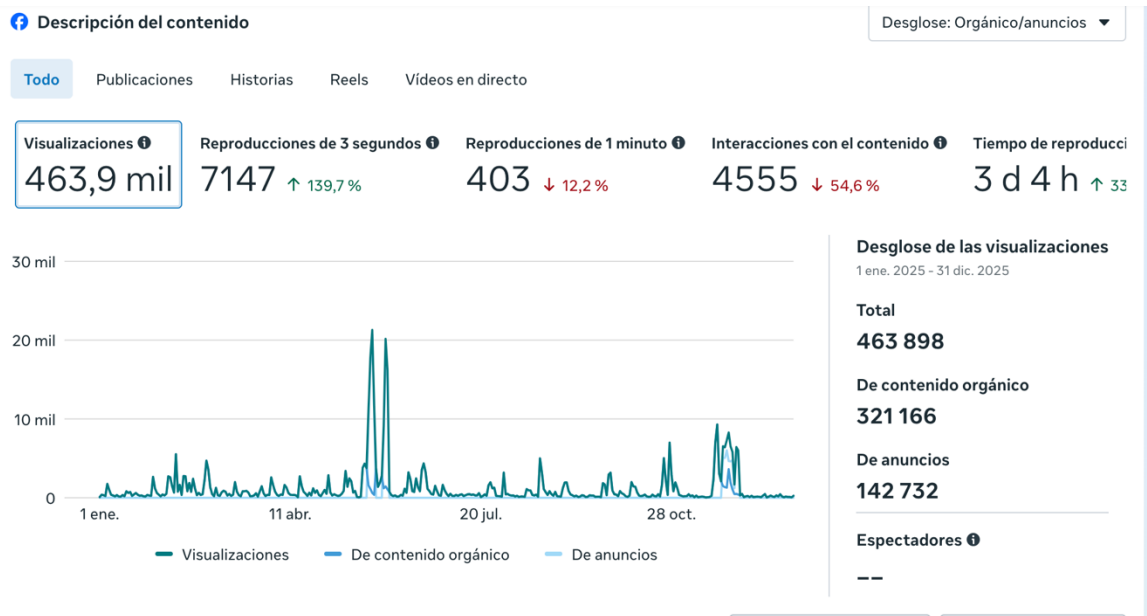 Descripción del contenido
Desglose: Orgánico/anuncios
Todo Publicaciones Historias Reels Vídeos en directo
Visualizaciones Reproducciones de 3 segundos Reproducciones de 1 minuto Interacciones con el contenido Tiempo de reproducci
463,9 mil 7147 ↑ 139,7 % 403 ↓ 12,2 % 4555 ↓ 54,6 % 3 d 4 h ↑ 33
30 mil
20 mil
10 mil
0
1 ene. 11 abr. 20 jul. 28 oct.
Visualizaciones De contenido orgánico De anuncios
Desglose de las visualizaciones
1 ene. 2025 - 31 dic. 2025
Total
463 898
De contenido orgánico
321 166
De anuncios
142 732
Espectadores
--